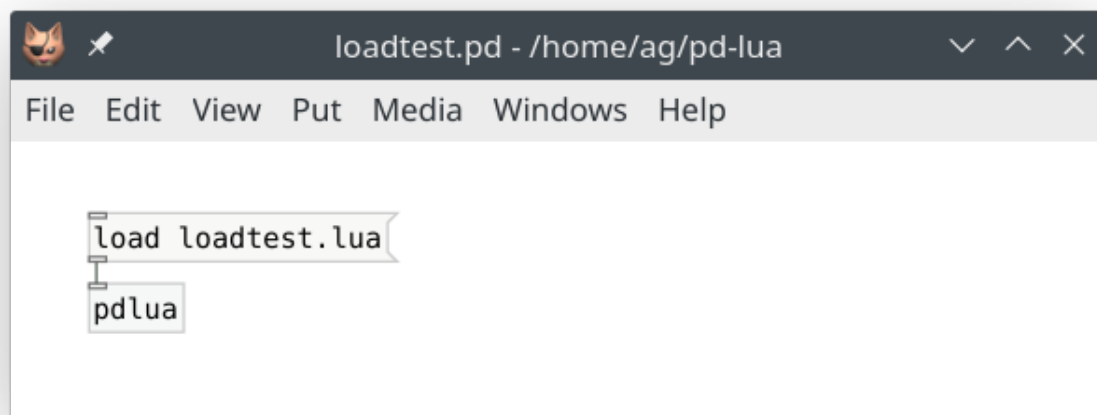 loadtest.pd - /home/ag/pd-lua
File Edit View Put Media Windows Help
load loadtest.lua
pdlua